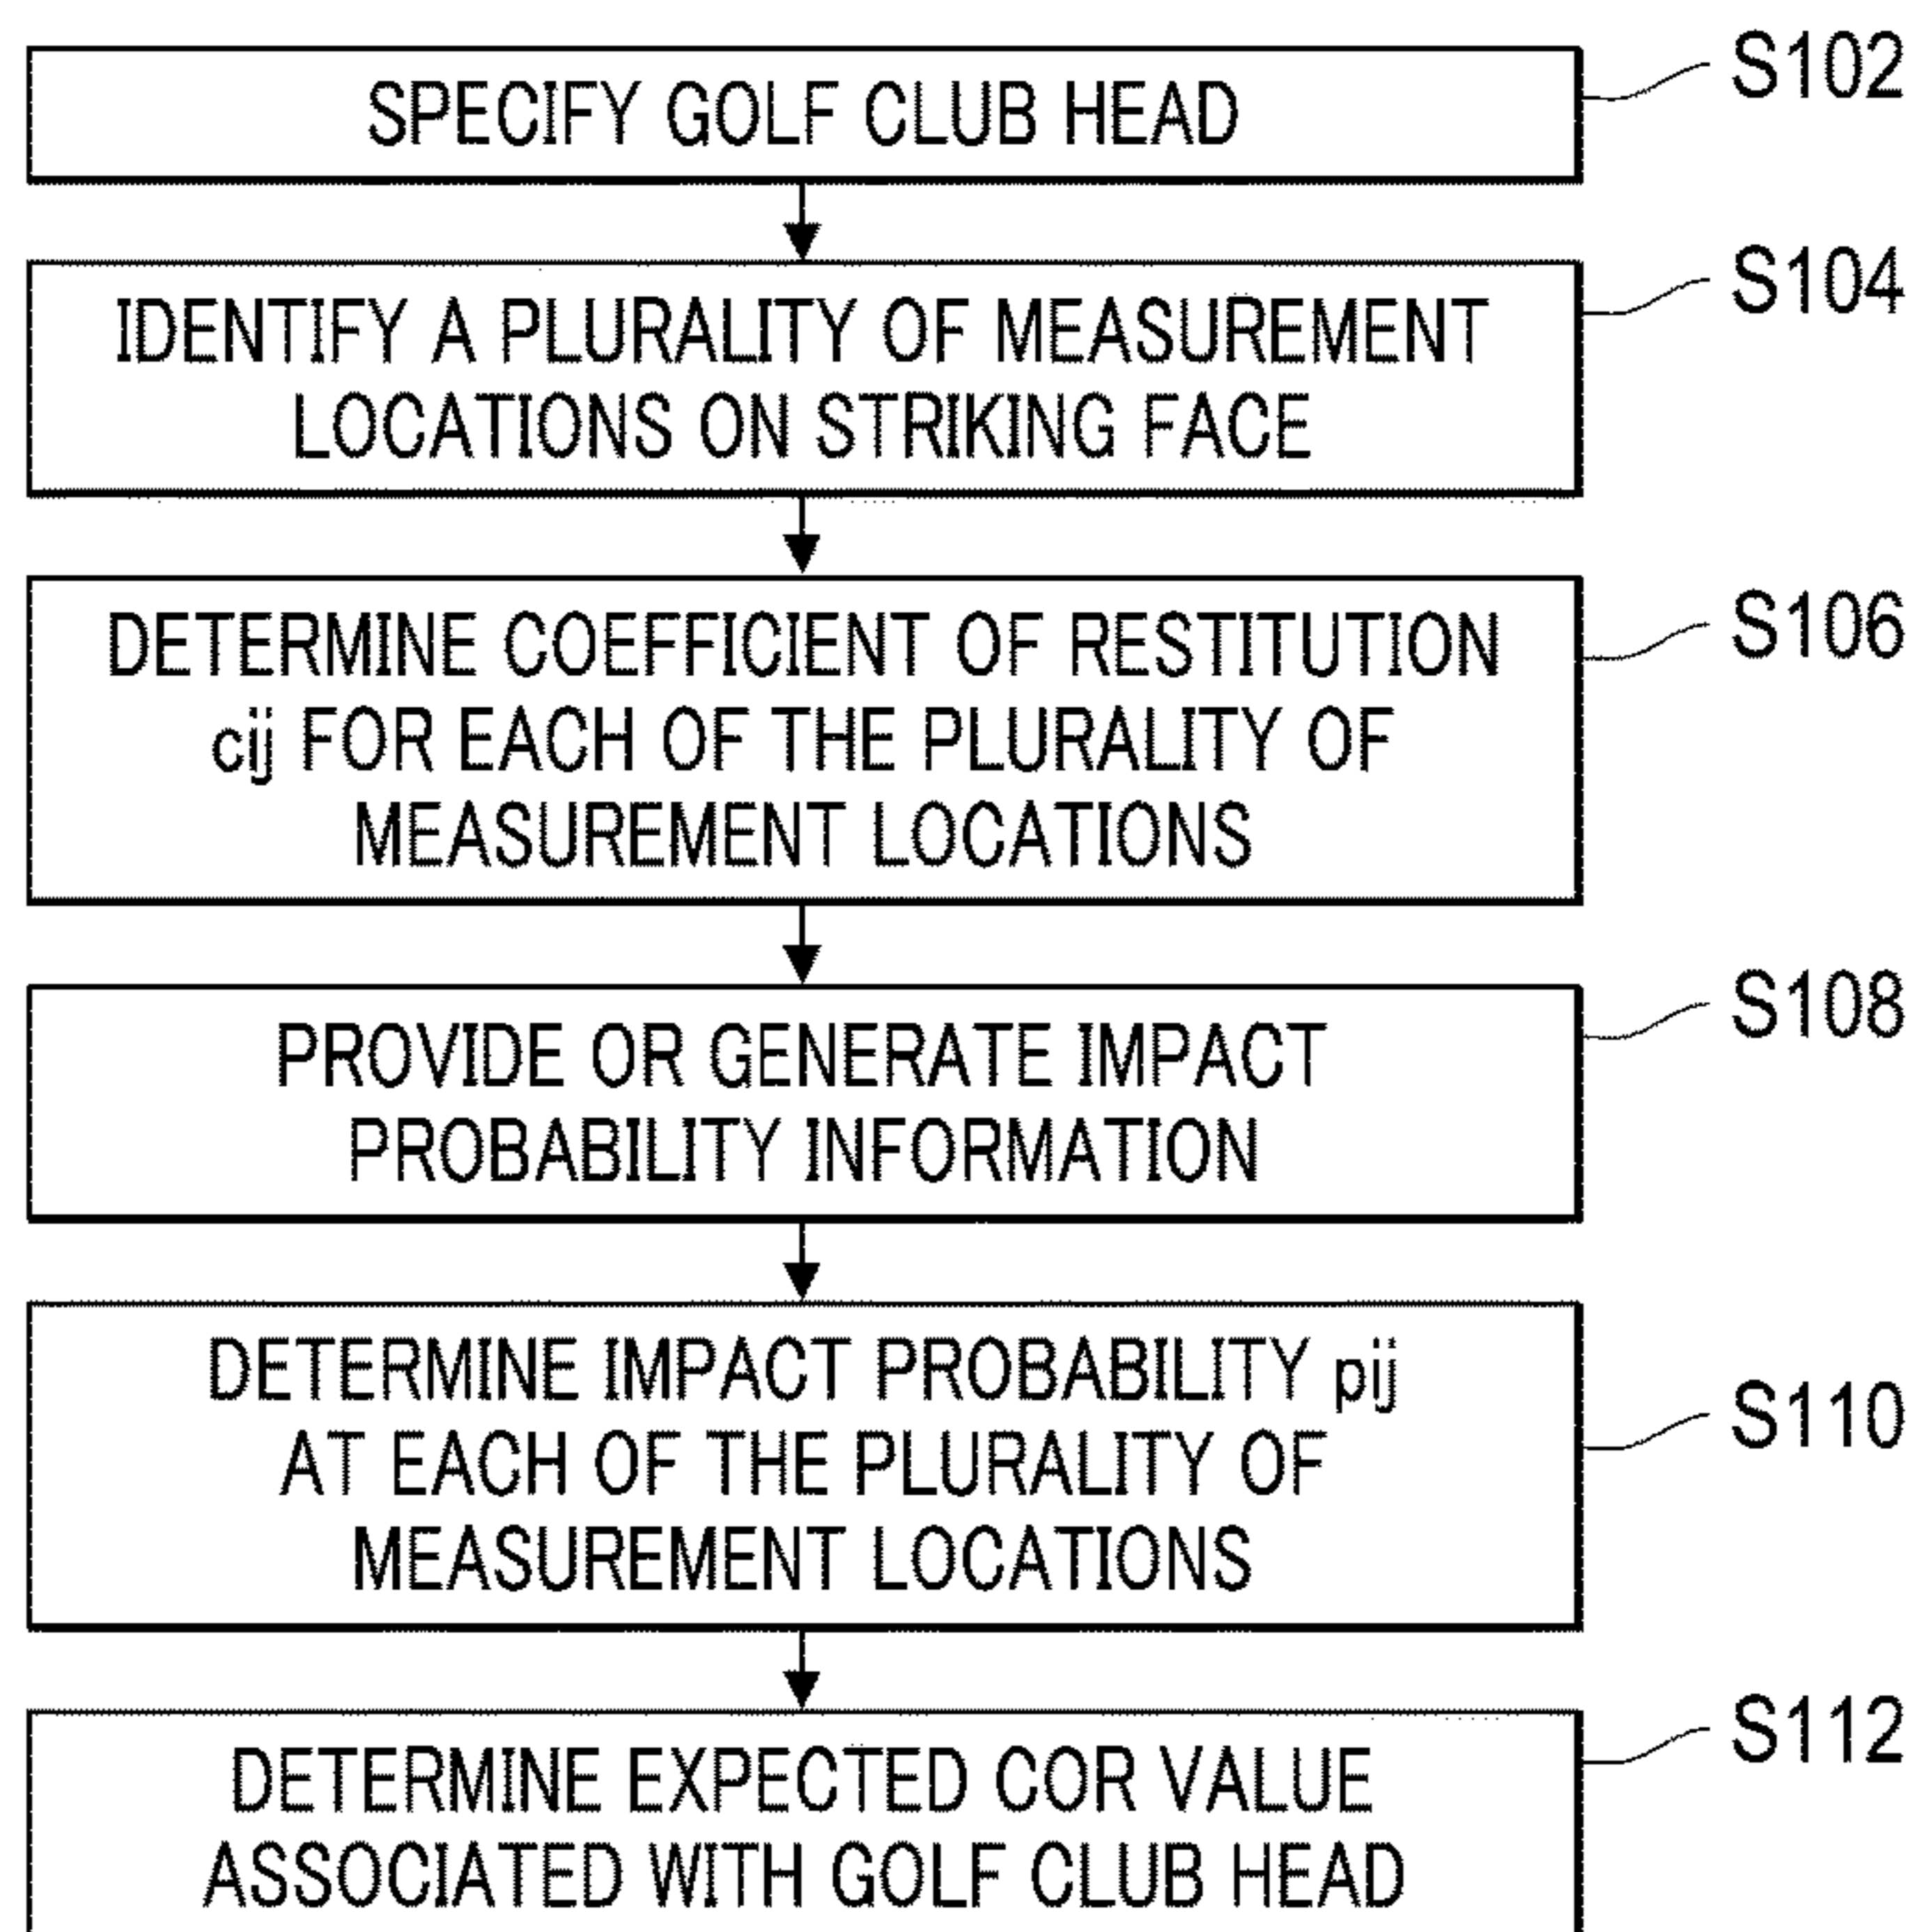 SPECIFY GOLF CLUB HEAD
S102
IDENTIFY A PLURALITY OF MEASUREMENT
LOCATIONS ON STRIKING FACE
S104
DETERMINE COEFFICIENT OF RESTITUTION
cij FOR EACH OF THE PLURALITY OF
MEASUREMENT LOCATIONS
S106
PROVIDE OR GENERATE IMPACT
PROBABILITY INFORMATION
S108
DETERMINE IMPACT PROBABILITY pij
AT EACH OF THE PLURALITY OF
MEASUREMENT LOCATIONS
S110
DETERMINE EXPECTED COR VALUE
ASSOCIATED WITH GOLF CLUB HEAD
S112